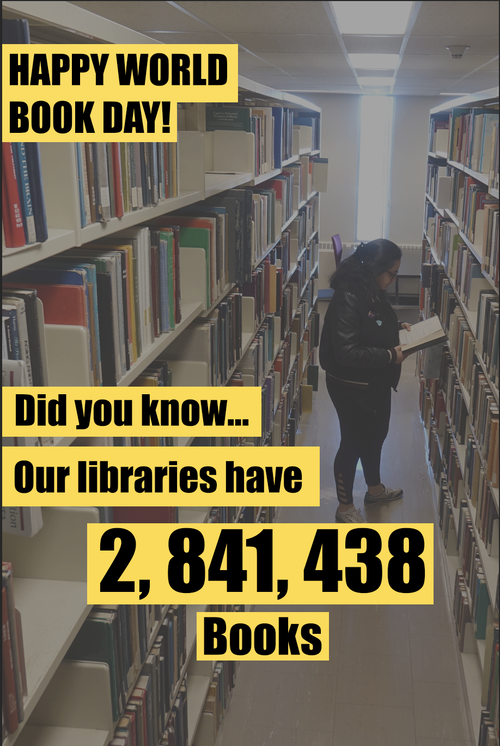 HAPPY WORLD
BOOK DAY!
Did you know...
Our libraries have
2, 841, 438
Books